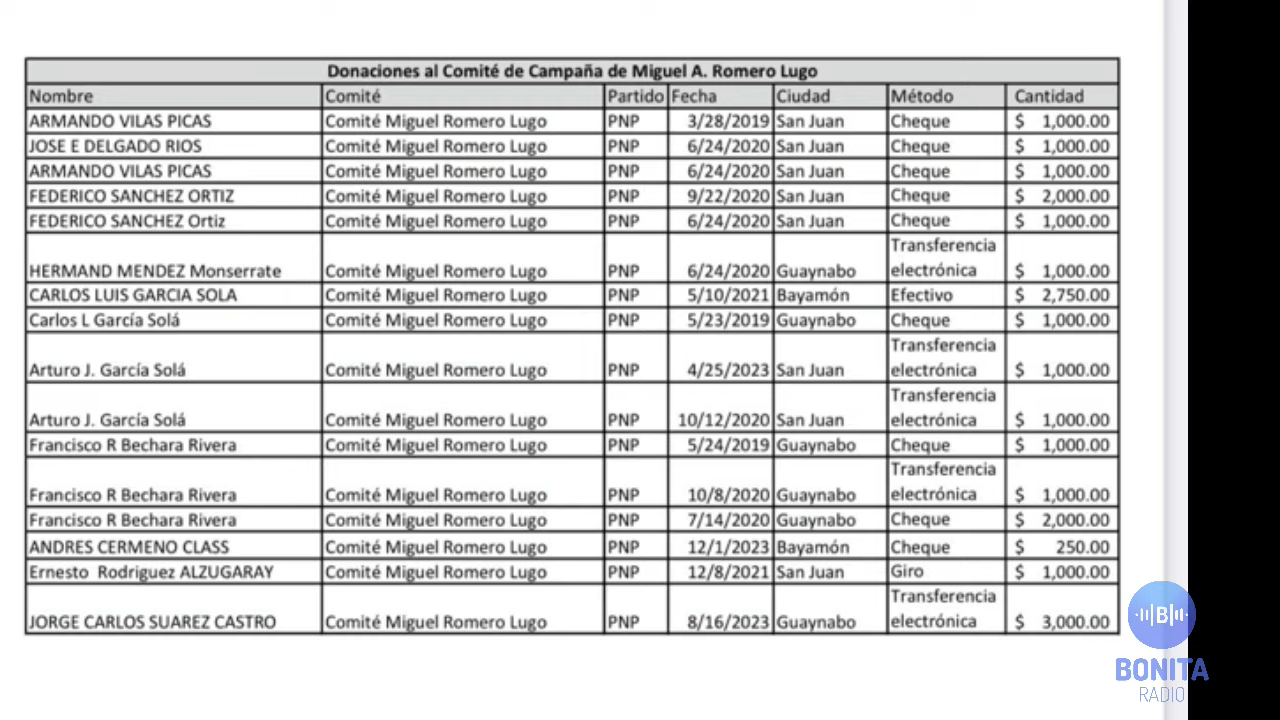 Donaciones al Comité de Campaña de Miguel A. Romero Lugo
Nombre Comité Partido Fecha Ciudad Método Cantidad
ARMANDO VILAS PICAS Comité Miguel Romero Lugo PNP 3/28/2019 San Juan Cheque $ 1,000.00
JOSE E DELGADO RIOS Comité Miguel Romero Lugo PNP 6/24/2020 San Juan Cheque $ 1,000.00
ARMANDO VILAS PICAS Comité Miguel Romero Lugo PNP 6/24/2020 San Juan Cheque $ 1,000.00
FEDERICO SANCHEZ ORTIZ Comité Miguel Romero Lugo PNP 9/22/2020 San Juan Cheque $ 2,000.00
FEDERICO SANCHEZ Ortiz Comité Miguel Romero Lugo PNP 6/24/2020 San Juan Cheque $ 1,000.00
Transferencia
HERMAND MENDEZ Monserrate Comité Miguel Romero Lugo PNP 6/24/2020 Guaynabo electrónica $ 1,000.00
CARLOS LUIS GARCIA SOLA Comité Miguel Romero Lugo PNP 5/10/2021 Bayamón Efectivo $ 2,750.00
Carlos L García Solá Comité Miguel Romero Lugo PNP 5/23/2019 Guaynabo Cheque $ 1,000.00
Transferencia
Arturo J. García Solá Comité Miguel Romero Lugo PNP 4/25/2023 San Juan electrónica $ 1,000.00
Transferencia
Arturo J. García Solá Comité Miguel Romero Lugo PNP 10/12/2020 San Juan electrónica $ 1,000.00
Francisco R Bechara Rivera Comité Miguel Romero Lugo PNP 5/24/2019 Guaynabo Cheque $ 1,000.00
Transferencia
Francisco R Bechara Rivera Comité Miguel Romero Lugo PNP 10/8/2020 Guaynabo electrónica $ 1,000.00
Francisco R Bechara Rivera Comité Miguel Romero Lugo PNP 7/14/2020 Guaynabo Cheque $ 2,000.00
ANDRES CERMENO CLASS Comité Miguel Romero Lugo PNP 12/1/2023 Bayamón Cheque $ 250.00
Ernesto Rodriguez ALZUGARAY Comité Miguel Romero Lugo PNP 12/8/2021 San Juan Giro $ 1,000.00
Transferencia
JORGE CARLOS SUAREZ CASTRO Comité Miguel Romero Lugo PNP 8/16/2023 Guaynabo electrónica $ 3,000.00
B
BONITA
RADIO